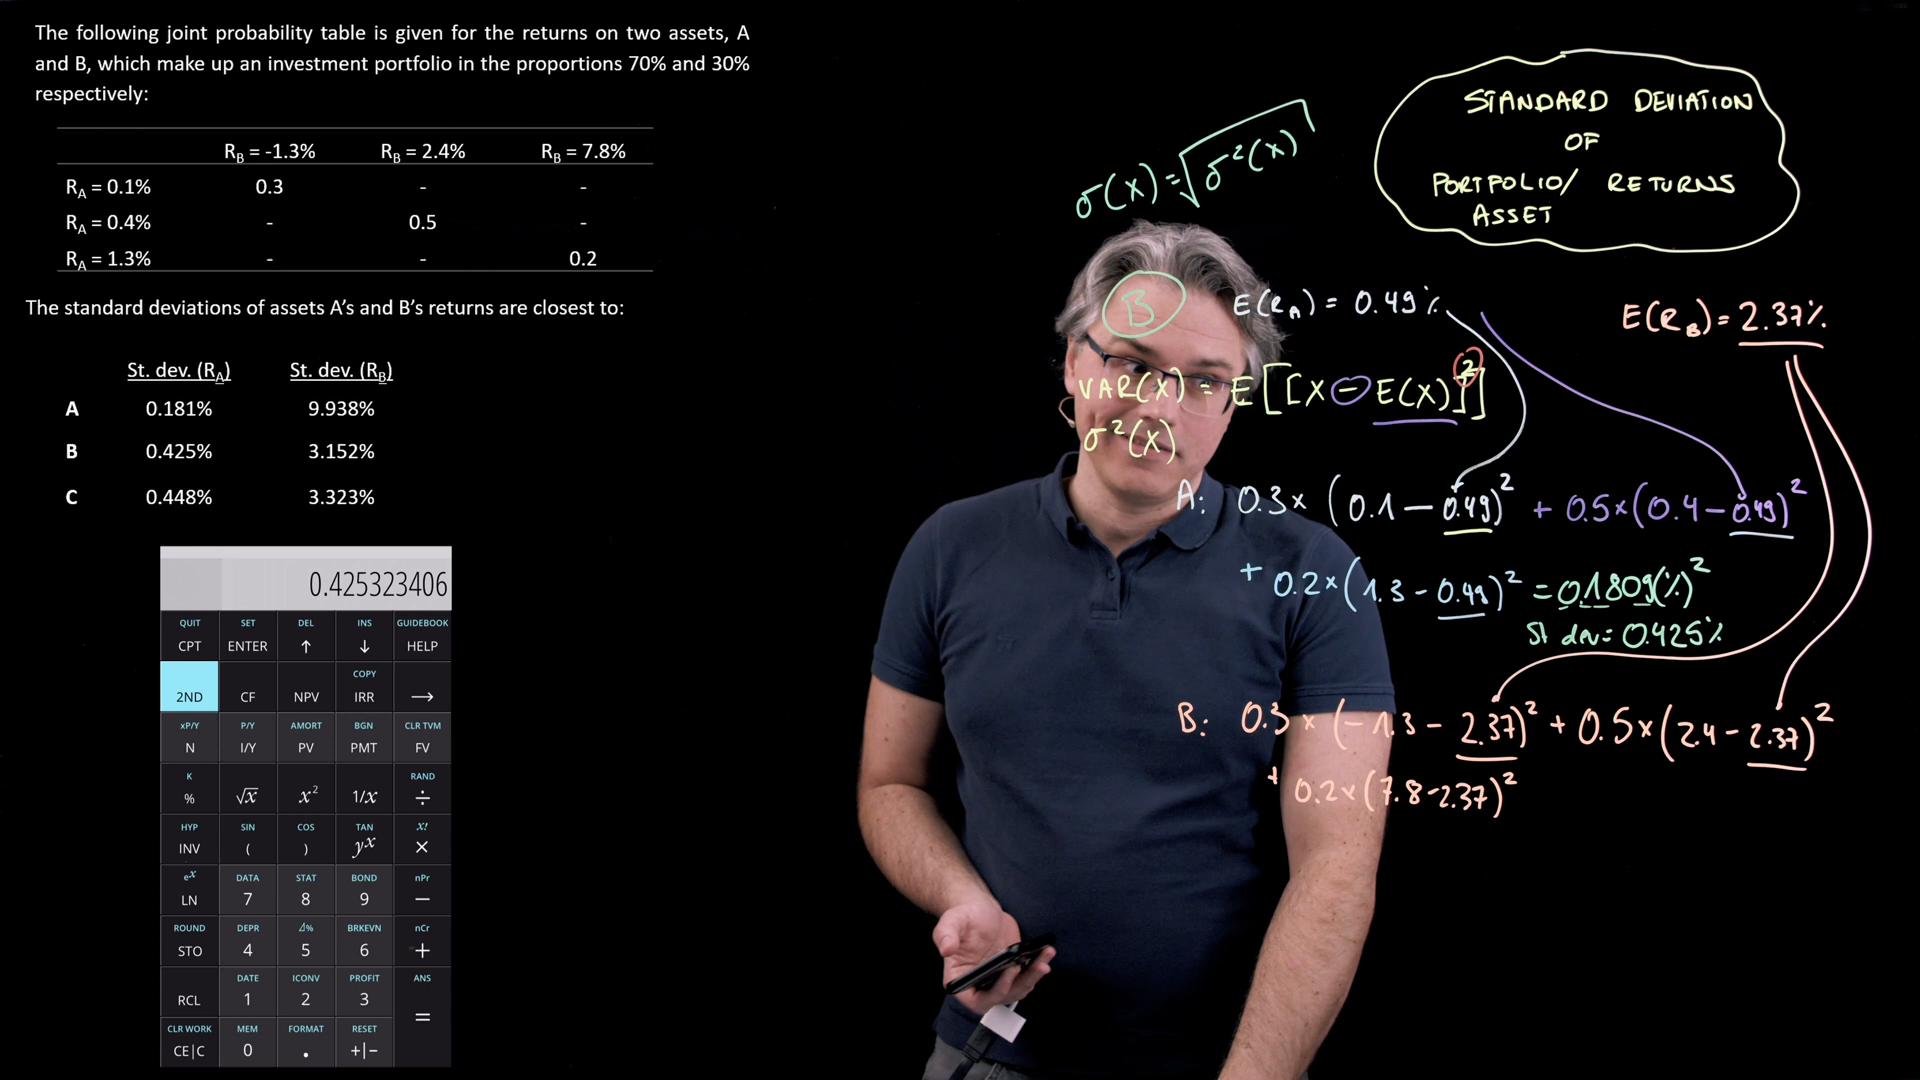 The following joint probability table is given for the returns on two assets, A
and B, which make up an investment portfolio in the proportions 70% and 30%
respectively:
R_B = -1.3% R_B = 2.4% R_B = 7.8%
R_A = 0.1% 0.3 - -
R_A = 0.4% - 0.5 -
R_A = 1.3% - - 0.2
The standard deviations of assets A’s and B’s returns are closest to:
St. dev. (R_A) St. dev. (R_B)
A 0.181% 9.938%
B 0.425% 3.152%
C 0.448% 3.323%
0.425323406
QUIT SET DEL INS GUIDEBOOK
CPT ENTER ↑ ↓ HELP
COPY
2ND CF NPV IRR →
xP/Y P/Y AMORT BGN CLR TVM
N I/Y PV PMT FV
K RAND
% √x x² 1/x ÷
HYP SIN COS TAN x!
INV ( ) yˣ ×
eˣ DATA STAT BOND nPr
LN 7 8 9 −
ROUND DEPR Δ% BRKEVN nCr
STO 4 5 6 +
DATE ICONV PROFIT ANS
RCL 1 2 3 =
CLR WORK MEM FORMAT RESET
CE|C 0 . +|−
STANDARD DEVIATION
OF
PORTFOLIO/ RETURNS
ASSET
σ(X) = √σ²(X)
B
E(R_A) = 0.49%
E(R_B) = 2.37%
VAR(X) = E[[X − E(X)]²]
σ²(X)
A: 0.3 × (0.1 − 0.49)² + 0.5 × (0.4 − 0.49)²
+ 0.2 × (1.3 − 0.49)² = 0.1809(%)²
St dev = 0.425%
B: 0.3 × (−1.3 − 2.37)² + 0.5 × (2.4 − 2.37)²
+ 0.2 × (7.8 − 2.37)²